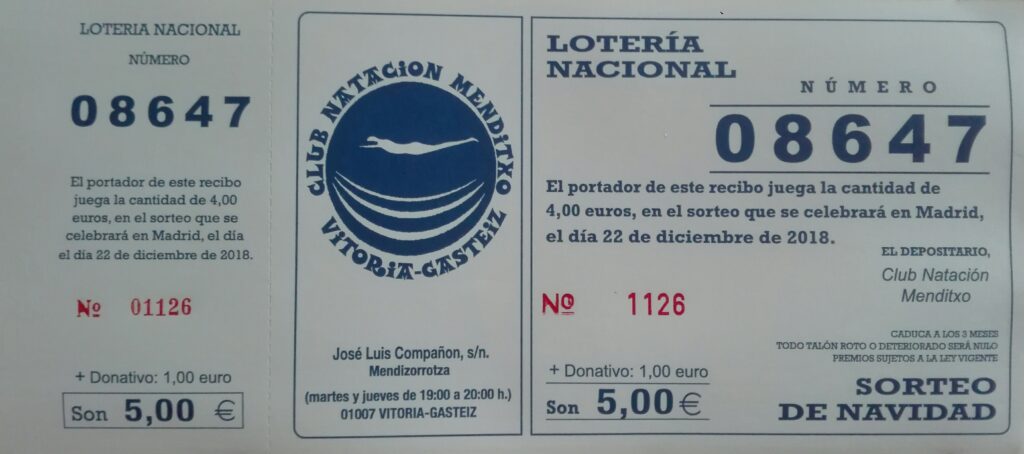 LOTERIA NACIONAL
NÚMERO
08647
El portador de este recibo
juega la cantidad de 4,00
euros, en el sorteo que se
celebrará en Madrid, el día
el día 22 de diciembre de 2018.
Nº 01126
+ Donativo: 1,00 euro
Son 5,00 €
CLUB NATACiON MENDiTXO
ViTORiA-GASTEiZ
José Luis Compañon, s/n.
Mendizorrotza
(martes y jueves de 19:00 a 20:00 h.)
01007 VITORIA-GASTEIZ
LOTERÍA
NACIONAL
NÚMERO
08647
El portador de este recibo juega la cantidad de
4,00 euros, en el sorteo que se celebrará en Madrid,
el día 22 de diciembre de 2018.
EL DEPOSITARIO,
Club Natación
Menditxo
Nº 1126
CADUCA A LOS 3 MESES
TODO TALÓN ROTO O DETERIORADO SERÁ NULO
PREMIOS SUJETOS A LA LEY VIGENTE
+ Donativo: 1,00 euro
Son 5,00 €
SORTEO
DE NAVIDAD